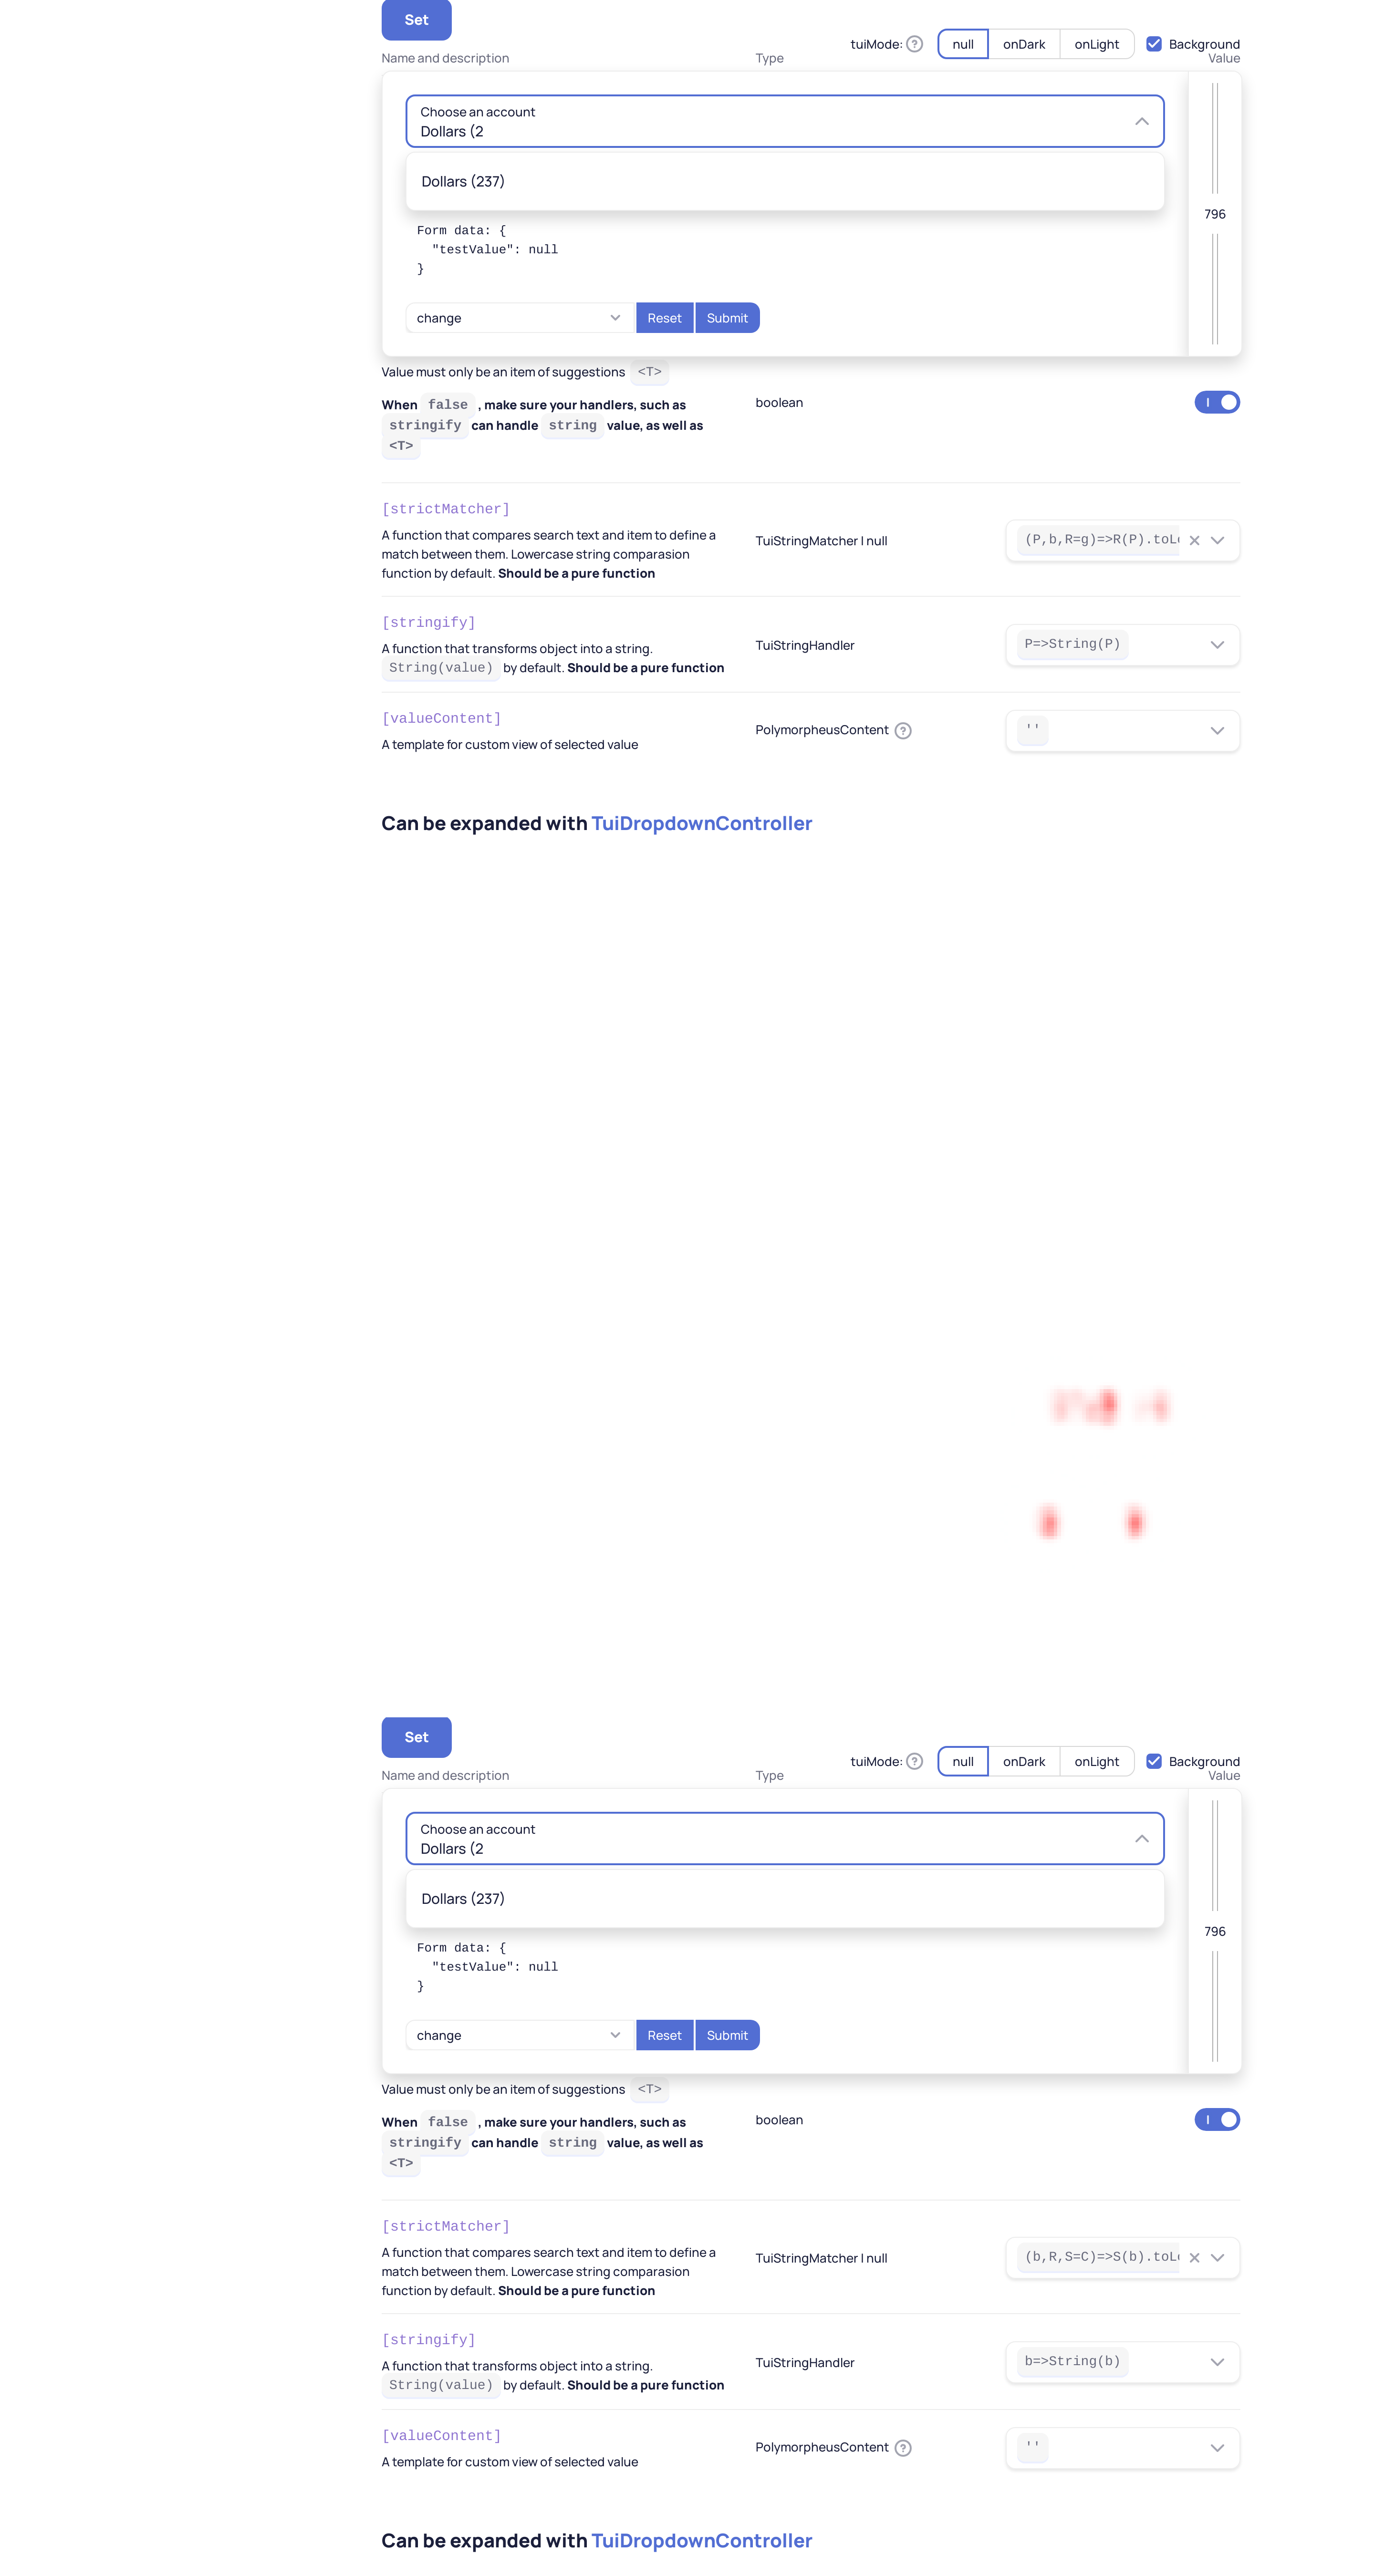 Set
tuiMode: ? null onDark onLight Background
Name and description Type Value
Choose an account
Dollars (2
Dollars (237)
796
Form data: {
"testValue": null
}
change Reset Submit
Value must only be an item of suggestions <T>
When false , make sure your handlers, such as
boolean
stringify can handle string value, as well as
<T>
[strictMatcher]
A function that compares search text and item to define a
match between them. Lowercase string comparasion
function by default. Should be a pure function
TuiStringMatcher | null
(P,b,R=g)=>R(P).toLo
[stringify]
A function that transforms object into a string.
String(value) by default. Should be a pure function
TuiStringHandler
P=>String(P)
[valueContent]
A template for custom view of selected value
PolymorpheusContent ?
''
Can be expanded with TuiDropdownController
Set
tuiMode: ? null onDark onLight Background
Name and description Type Value
Choose an account
Dollars (2
Dollars (237)
796
Form data: {
"testValue": null
}
change Reset Submit
Value must only be an item of suggestions <T>
When false , make sure your handlers, such as
boolean
stringify can handle string value, as well as
<T>
[strictMatcher]
A function that compares search text and item to define a
match between them. Lowercase string comparasion
function by default. Should be a pure function
TuiStringMatcher | null
(b,R,S=C)=>S(b).toLo
[stringify]
A function that transforms object into a string.
String(value) by default. Should be a pure function
TuiStringHandler
b=>String(b)
[valueContent]
A template for custom view of selected value
PolymorpheusContent ?
''
Can be expanded with TuiDropdownController